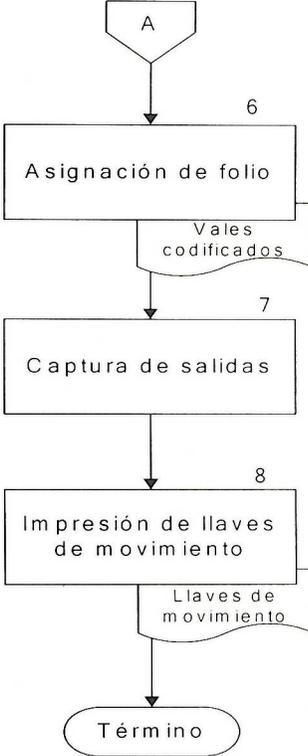 A
6
Asignación de folio
Vales
codificados
7
Captura de salidas
8
Impresión de llaves
de movimiento
Llaves de
movimiento
Término